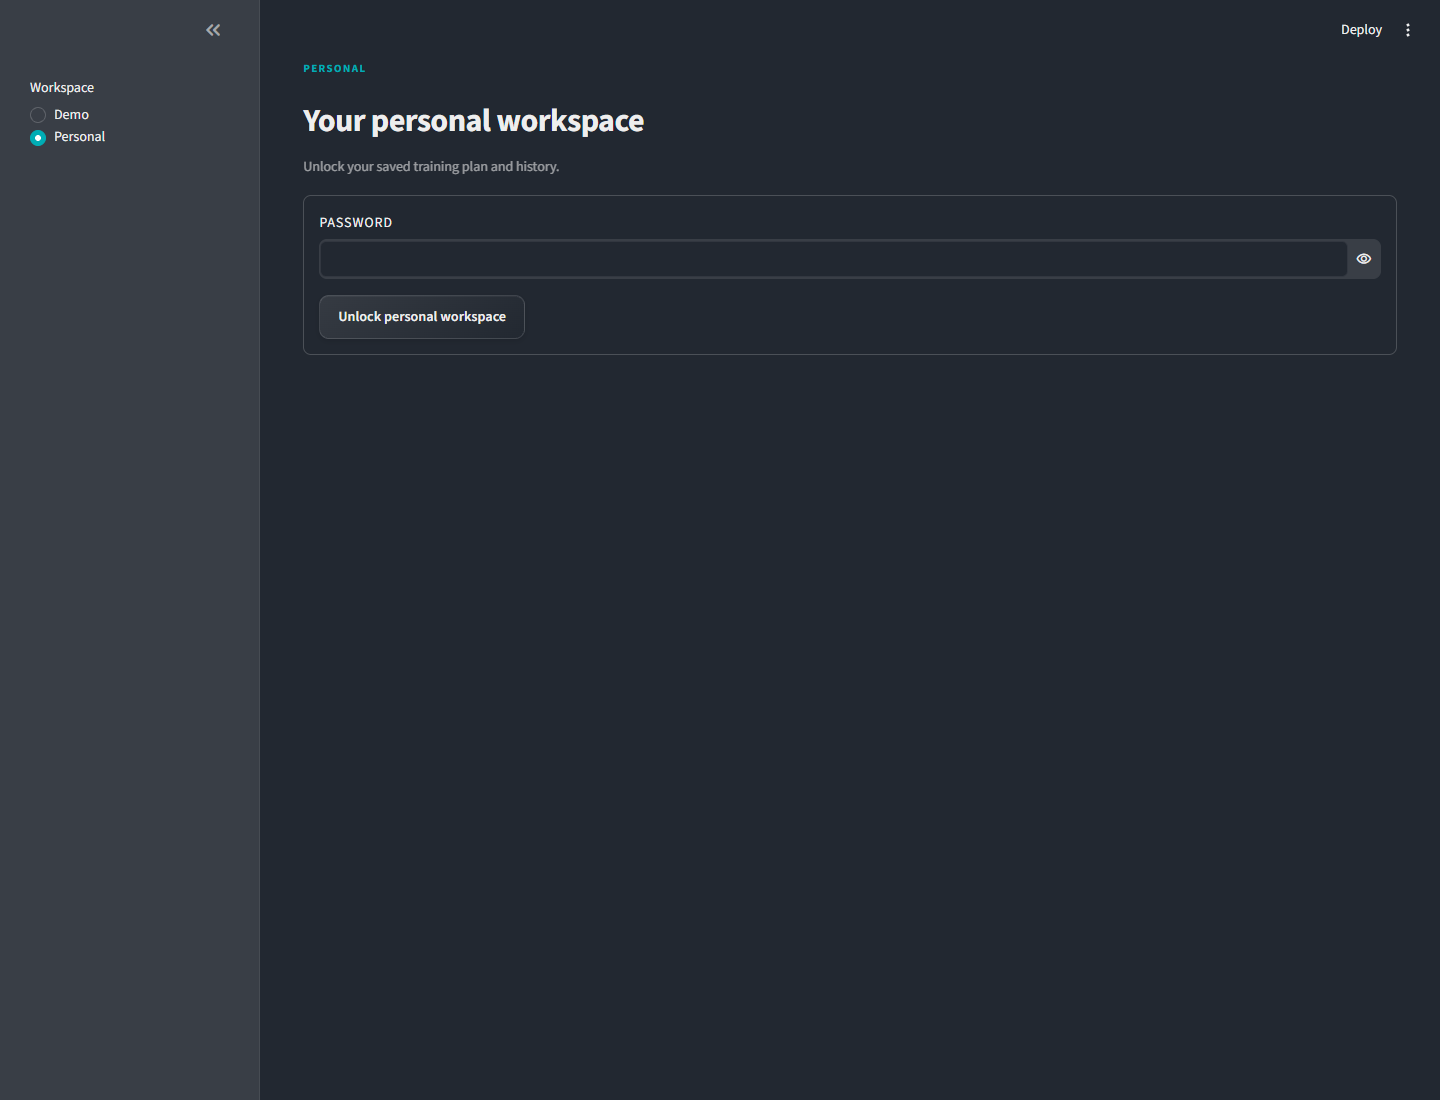 Deploy
Workspace
Demo
Personal
PERSONAL
Your personal workspace
Unlock your saved training plan and history.
PASSWORD
Unlock personal workspace